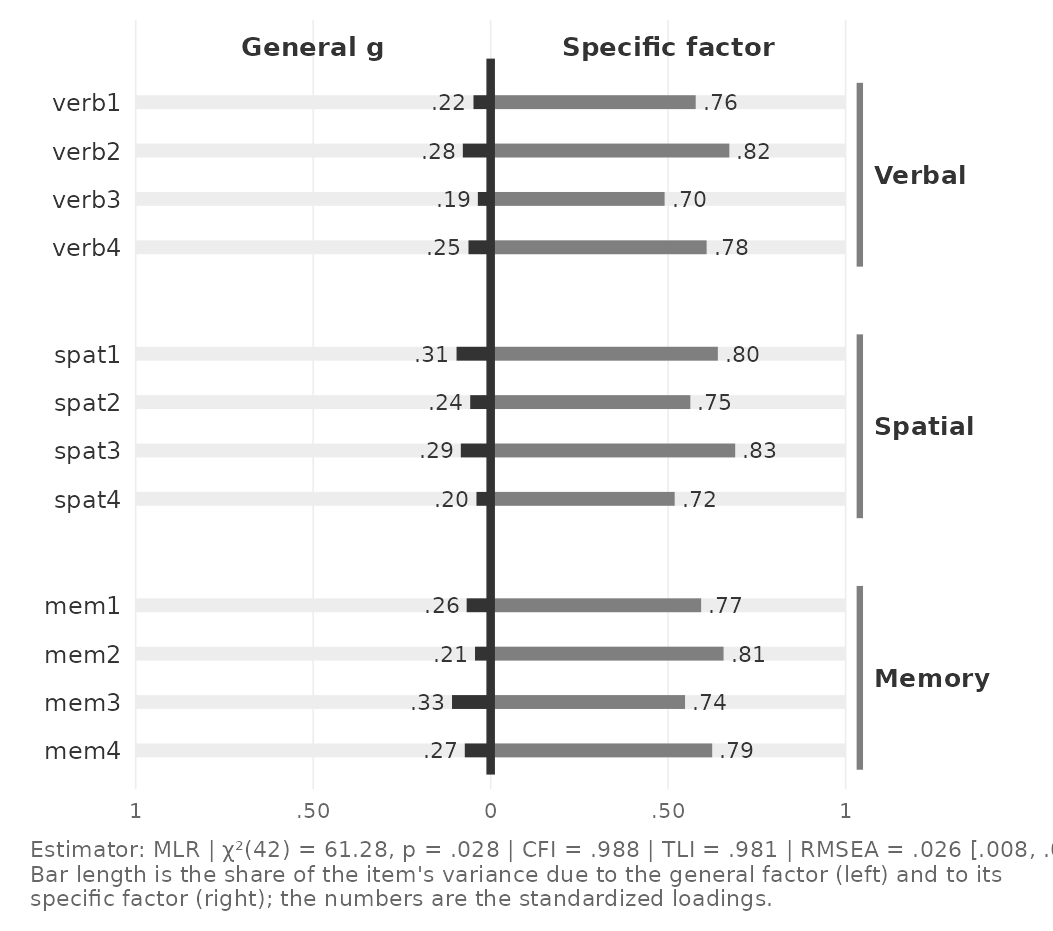 General g Specific factor
verb1 .22 .76
verb2 .28 .82
verb3 .19 .70
verb4 .25 .78
Verbal
spat1 .31 .80
spat2 .24 .75
spat3 .29 .83
spat4 .20 .72
Spatial
mem1 .26 .77
mem2 .21 .81
mem3 .33 .74
mem4 .27 .79
Memory
1 .50 0 .50 1
Estimator: MLR | χ²(42) = 61.28, p = .028 | CFI = .988 | TLI = .981 | RMSEA = .026 [.008,
Bar length is the share of the item's variance due to the general factor (left) and to its
specific factor (right); the numbers are the standardized loadings.